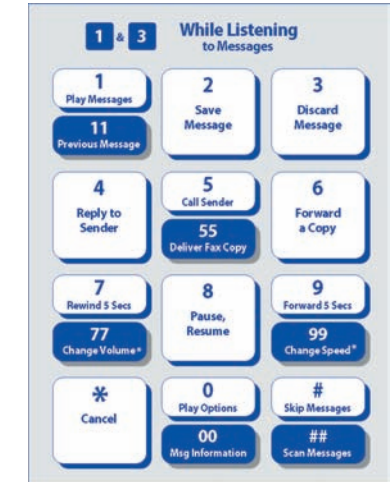 1 & 3 While Listening
to Messages
1
Play Messages
11
Previous Message
2
Save
Message
3
Discard
Message
4
Reply to
Sender
5
Call Sender
55
Deliver Fax Copy
6
Forward
a Copy
7
Rewind 5 Secs
77
Change Volume*
8
Pause,
Resume
9
Forward 5 Secs
99
Change Speed*
*
Cancel
0
Play Options
00
Msg Information
#
Skip Messages
##
Scan Messages